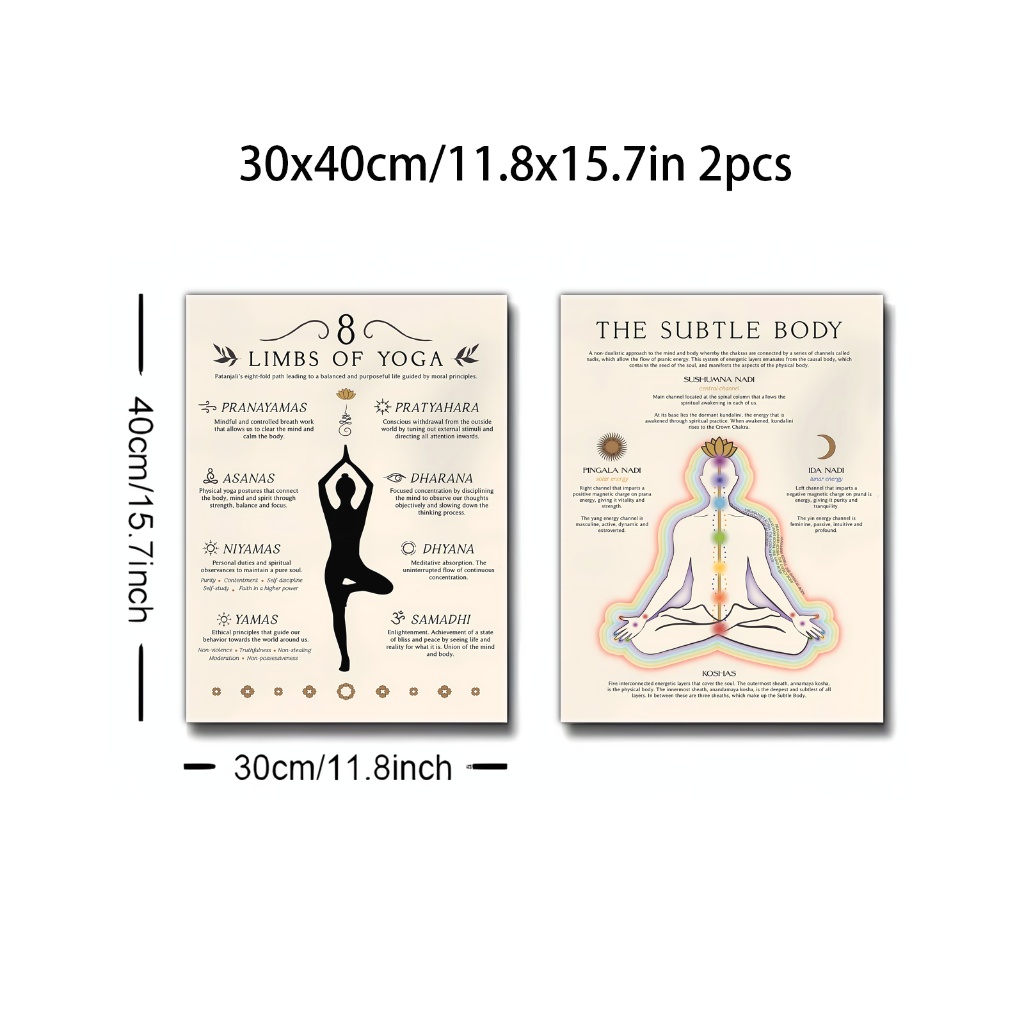 30x40cm/11.8x15.7in 2pcs
40cm/15.7inch
30cm/11.8inch
8
LIMBS OF YOGA
Patanjali's eight-fold path leading to a balanced and purposeful life guided by moral principles.
PRANAYAMAS
Mindful and controlled breath work
that allows us to clear the mind and
calm the body.
ASANAS
Physical yoga postures that connect
the body, mind and spirit through
strength, balance and focus.
NIYAMAS
Personal duties and spiritual
observances to maintain a pure soul.
Purity • Contentment • Self-discipline
Self-study • Faith in a higher power
YAMAS
Ethical principles that guide our
behavior towards the world around us.
Non-violence • Truthfulness • Non-stealing
Moderation • Non-possessiveness
PRATYAHARA
Conscious withdrawal from the outside
world by tuning out external stimuli and
directing all attention inwards.
DHARANA
Focused concentration by disciplining
the mind to observe our thoughts
objectively and slowing down the
thinking process.
DHYANA
Meditative absorption. The
uninterrupted flow of continuous
concentration.
ॐ SAMADHI
Enlightenment. Achievement of a state
of bliss and peace by seeing life and
reality for what it is. Union of the mind
and body.
THE SUBTLE BODY
A non-dualistic approach to the mind and body whereby the chakras are connected by a series of channels called
nadis, which allow the flow of pranic energy. This system of energetic layers emanates from the causal body, which
contains the seed of the soul, and manifests the aspects of the physical body.
SUSHUMNA NADI
central channel
Main channel located at the spinal column that allows the
spiritual awakening in each of us.
At its base lies the dormant kundalini, the energy that is
awakened through spiritual practice. When awakened, kundalini
rises to the Crown Chakra.
PINGALA NADI
solar energy
Right channel that imparts a
positive magnetic charge on prana
energy, giving it vitality and
strength.
The yang energy channel is
masculine, active, dynamic and
extroverted.
IDA NADI
lunar energy
Left channel that imparts a
negative magnetic charge on prana
energy, giving it purity and
tranquility.
The yin energy channel is
feminine, passive, intuitive and
profound.
KOSHAS
Five interconnected energetic layers that cover the soul. The outermost sheath, annamaya kosha,
is the physical body. The innermost sheath, anandamaya kosha, is the deepest and subtlest of all
layers. In between these are three sheaths, which make up the Subtle Body.